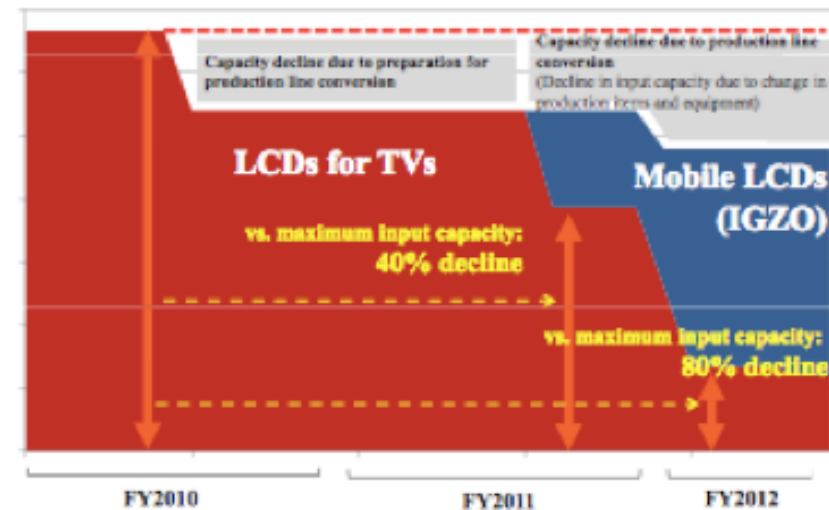 Capacity decline due to preparation for
production line conversion
Capacity decline due to production line
conversion
(Decline in input capacity due to change in
production items and equipment)
LCDs for TVs
Mobile LCDs
(IGZO)
vs. maximum input capacity:
40% decline
vs. maximum input capacity:
80% decline
FY2010
FY2011
FY2012